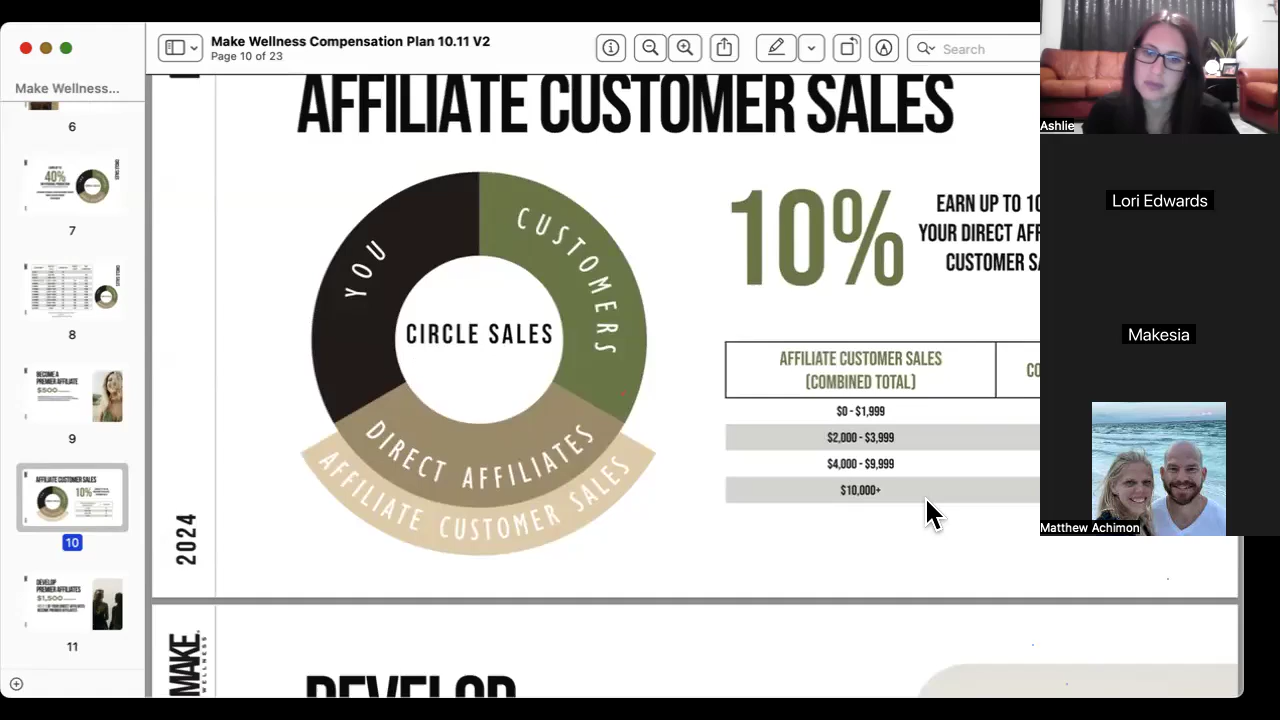 Make Wellness Compensation Plan 10.11 V2
Page 10 of 23
Search
Make Wellness...
6
40%
7
8
BECOME A
PREMIER AFFILIATE
$500
9
AFFILIATE CUSTOMER SALES
10%
10
DEVELOP
PREMIER AFFILIATES
$1,500
11
AFFILIATE CUSTOMER SALES
YOU
CUSTOMERS
CIRCLE SALES
DIRECT AFFILIATES
AFFILIATE CUSTOMER SALES
10%
EARN UP TO 10
YOUR DIRECT AFF
CUSTOMER SA
AFFILIATE CUSTOMER SALES
(COMBINED TOTAL)
CO
$0 - $1,999
$2,000 - $3,999
$4,000 - $9,999
$10,000+
2024
MAKE
WELLNESS
DEVELOP
Ashlie
Lori Edwards
Makesia
Matthew Achimon